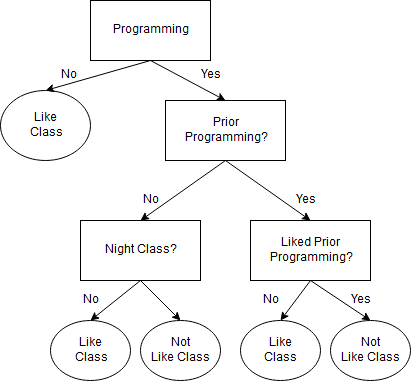 Programming
No
Yes
Like
Class
Prior
Programming?
No
Yes
Night Class?
Liked Prior
Programming?
No
Yes
No
Yes
Like
Class
Not
Like Class
Like
Class
Not
Like Class